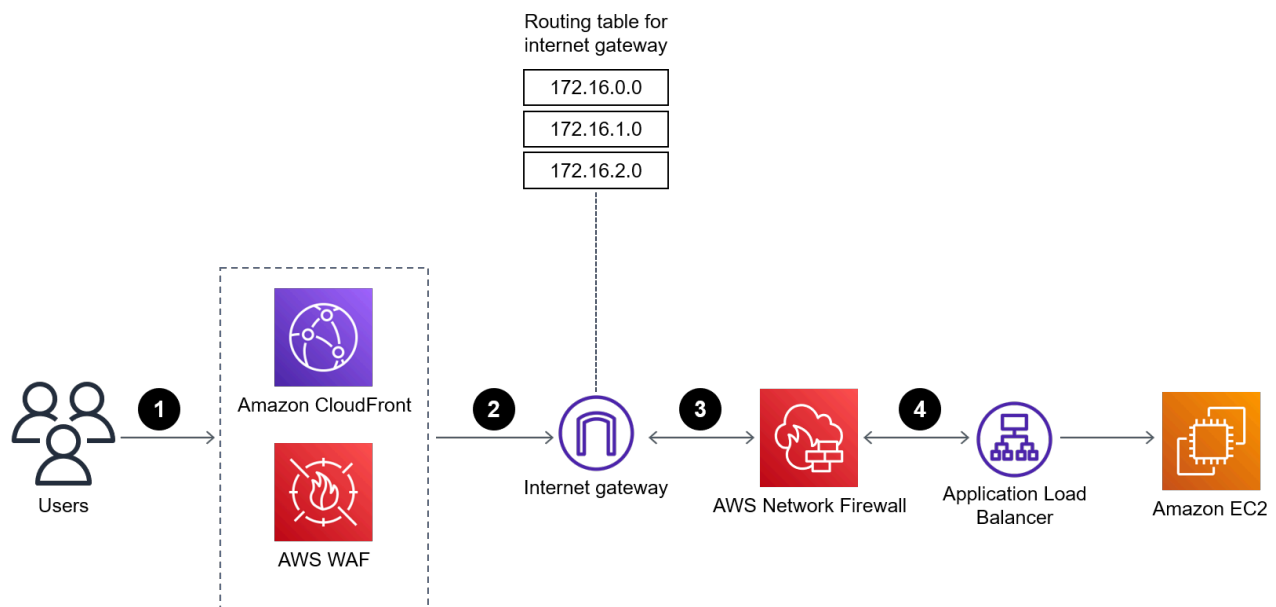 Routing table for
internet gateway
172.16.0.0
172.16.1.0
172.16.2.0
1
2
3
4
Amazon CloudFront
Users
AWS WAF
Internet gateway
AWS Network Firewall
Application Load
Balancer
Amazon EC2